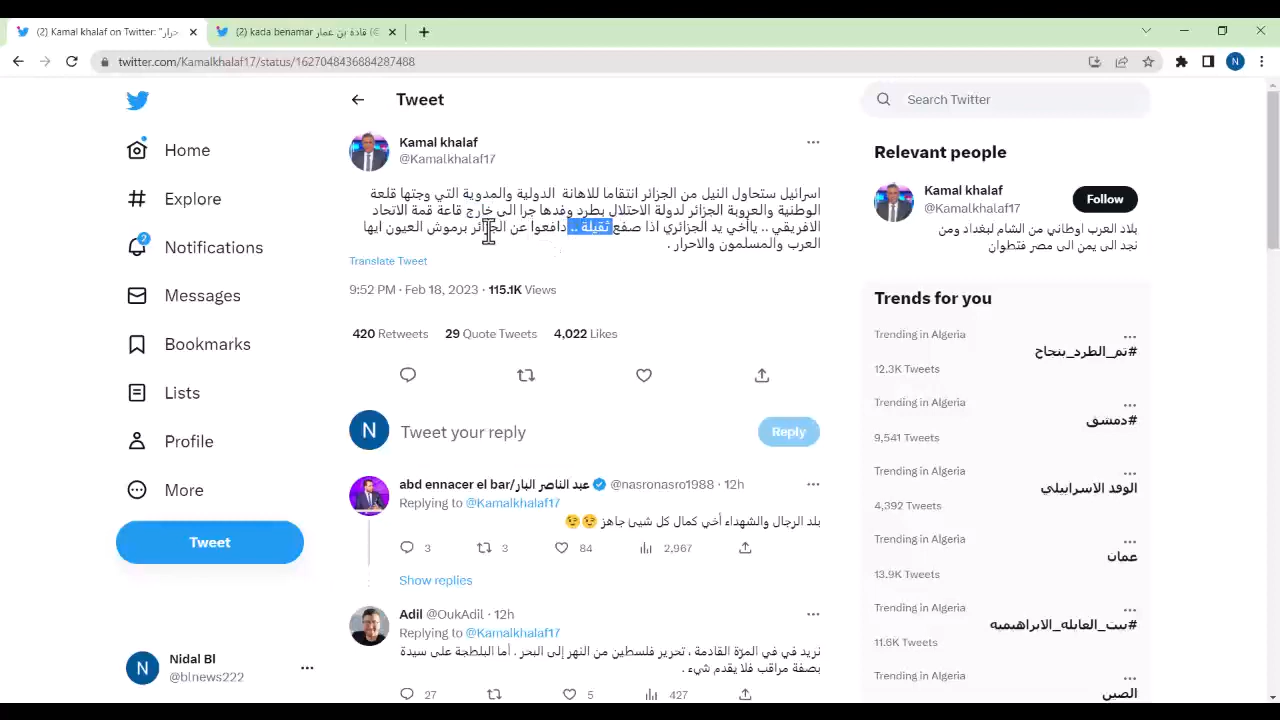 (2) Kamal khalaf on Twitter: "حرار
(2) kada benamar قادة بن عمار
twitter.com/Kamalkhalaf17/status/1627048436884287488
N
Home
Explore
2
Notifications
Messages
Bookmarks
Lists
Profile
More
Tweet
N
Nidal Bl
@blnews222
Tweet
Kamal khalaf
@Kamalkhalaf17
اسرائيل ستحاول النيل من الجزائر انتقاما للاهانة الدولية والمدوية التي وجتها قلعة
الوطنية والعروبة الجزائر لدولة الاحتلال بطرد وفدها جرا الى خارج قاعة قمة الاتحاد
الافريقي .. ياأخي يد الجزائري اذا صفع ثقيلة .. دافعوا عن الجزائر برموش العيون ايها
العرب والمسلمون والاحرار .
Translate Tweet
9:52 PM · Feb 18, 2023 · 115.1K Views
420 Retweets 29 Quote Tweets 4,022 Likes
N
Tweet your reply
Reply
abd ennacer el bar/عبد الناصر البار @nasronasro1988 · 12h
Replying to @Kamalkhalaf17
بلد الرجال والشهداء أخي كمال كل شيئ جاهز 😉😉
3 3 84 2,967
Show replies
Adil @OukAdil · 12h
Replying to @Kamalkhalaf17
نريد في في المرّة القادمة ، تحرير فلسطين من النهر إلى البحر . أما البلطجة على سيدة
بصفة مراقب فلا يقدم شيء .
27 5 427
Search Twitter
Relevant people
Kamal khalaf
@Kamalkhalaf17
Follow
بلاد العرب اوطاني من الشام لبغداد ومن
نجد الى يمن الى مصر فتطوان
Trends for you
Trending in Algeria
#تم_الطرد_بنجاح
12.3K Tweets
Trending in Algeria
#دمشق
9,541 Tweets
Trending in Algeria
الوفد الاسرائيلي
4,392 Tweets
Trending in Algeria
عمان
13.9K Tweets
Trending in Algeria
#بيت_العايله_الابراهيميه
11.6K Tweets
Trending in Algeria
الصين